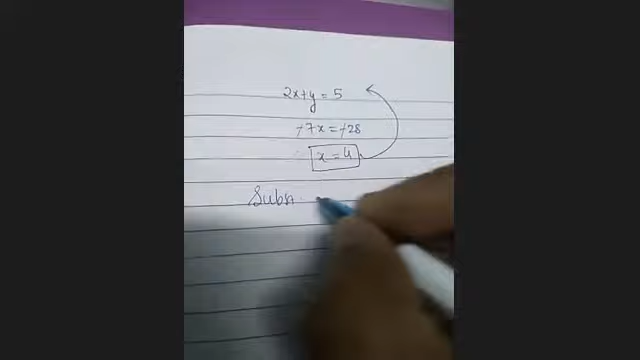 2x+y = 5
-7x = -28
x = 4
Subn